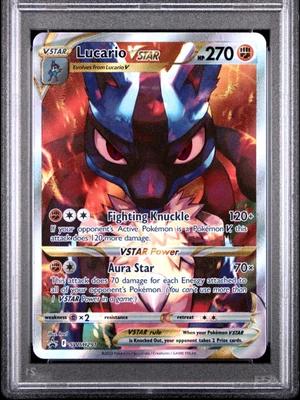 VSTAR Lucario VSTAR HP 270
Evolves from Lucario V
Fighting Knuckle 120+
If your opponent's Active Pokémon is a Pokémon V, this attack
does 120 more damage.
VSTAR Power
Aura Star 70×
This attack does 70 damage for each Energy attached to
all of your opponent's Pokémon. (You can't use more than
1 VSTAR Power in a game.)
weakness ×2 resistance retreat
VSTAR rule When your Pokémon VSTAR is
Knocked Out, your opponent takes 2 Prize cards.
SWSH291